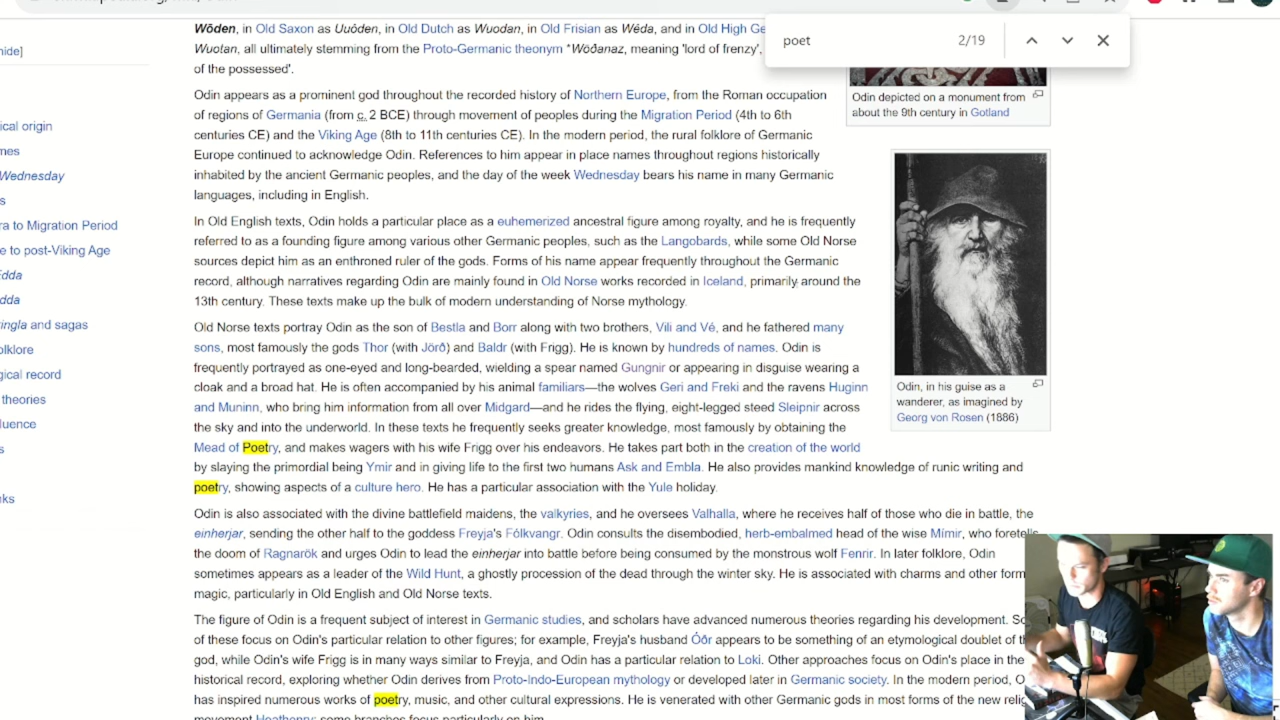 poet
2/19
Wōden, in Old Saxon as Uuôden, in Old Dutch as Wuodan, in Old Frisian as Wêda, and in Old High Ge
Wuotan, all ultimately stemming from the Proto-Germanic theonym *Wōðanaz, meaning 'lord of frenzy',
of the possessed'.
Odin appears as a prominent god throughout the recorded history of Northern Europe, from the Roman occupation
of regions of Germania (from c. 2 BCE) through movement of peoples during the Migration Period (4th to 6th
centuries CE) and the Viking Age (8th to 11th centuries CE). In the modern period, the rural folklore of Germanic
Europe continued to acknowledge Odin. References to him appear in place names throughout regions historically
inhabited by the ancient Germanic peoples, and the day of the week Wednesday bears his name in many Germanic
languages, including in English.
In Old English texts, Odin holds a particular place as a euhemerized ancestral figure among royalty, and he is frequently
referred to as a founding figure among various other Germanic peoples, such as the Langobards, while some Old Norse
sources depict him as an enthroned ruler of the gods. Forms of his name appear frequently throughout the Germanic
record, although narratives regarding Odin are mainly found in Old Norse works recorded in Iceland, primarily around the
13th century. These texts make up the bulk of modern understanding of Norse mythology.
Old Norse texts portray Odin as the son of Bestla and Borr along with two brothers, Vili and Vé, and he fathered many
sons, most famously the gods Thor (with Jörð) and Baldr (with Frigg). He is known by hundreds of names. Odin is
frequently portrayed as one-eyed and long-bearded, wielding a spear named Gungnir or appearing in disguise wearing a
cloak and a broad hat. He is often accompanied by his animal familiars—the wolves Geri and Freki and the ravens Huginn
and Muninn, who bring him information from all over Midgard—and he rides the flying, eight-legged steed Sleipnir across
the sky and into the underworld. In these texts he frequently seeks greater knowledge, most famously by obtaining the
Mead of Poetry, and makes wagers with his wife Frigg over his endeavors. He takes part both in the creation of the world
by slaying the primordial being Ymir and in giving life to the first two humans Ask and Embla. He also provides mankind knowledge of runic writing and
poetry, showing aspects of a culture hero. He has a particular association with the Yule holiday.
Odin is also associated with the divine battlefield maidens, the valkyries, and he oversees Valhalla, where he receives half of those who die in battle, the
einherjar, sending the other half to the goddess Freyja's Fólkvangr. Odin consults the disembodied, herb-embalmed head of the wise Mímir, who foretells
the doom of Ragnarök and urges Odin to lead the einherjar into battle before being consumed by the monstrous wolf Fenrir. In later folklore, Odin
sometimes appears as a leader of the Wild Hunt, a ghostly procession of the dead through the winter sky. He is associated with charms and other form
magic, particularly in Old English and Old Norse texts.
The figure of Odin is a frequent subject of interest in Germanic studies, and scholars have advanced numerous theories regarding his development. So
of these focus on Odin's particular relation to other figures; for example, Freyja's husband Óðr appears to be something of an etymological doublet of th
god, while Odin's wife Frigg is in many ways similar to Freyja, and Odin has a particular relation to Loki. Other approaches focus on Odin's place in the
historical record, exploring whether Odin derives from Proto-Indo-European mythology or developed later in Germanic society. In the modern period, O
has inspired numerous works of poetry, music, and other cultural expressions. He is venerated with other Germanic gods in most forms of the new relig
movement Heathenry; some branches focus particularly on him.
Odin depicted on a monument from
about the 9th century in Gotland
Odin, in his guise as a
wanderer, as imagined by
Georg von Rosen (1886)
hide]
ical origin
mes
Wednesday
s
ra to Migration Period
e to post-Viking Age
Edda
dda
ingla and sagas
olklore
gical record
theories
luence
s
nks